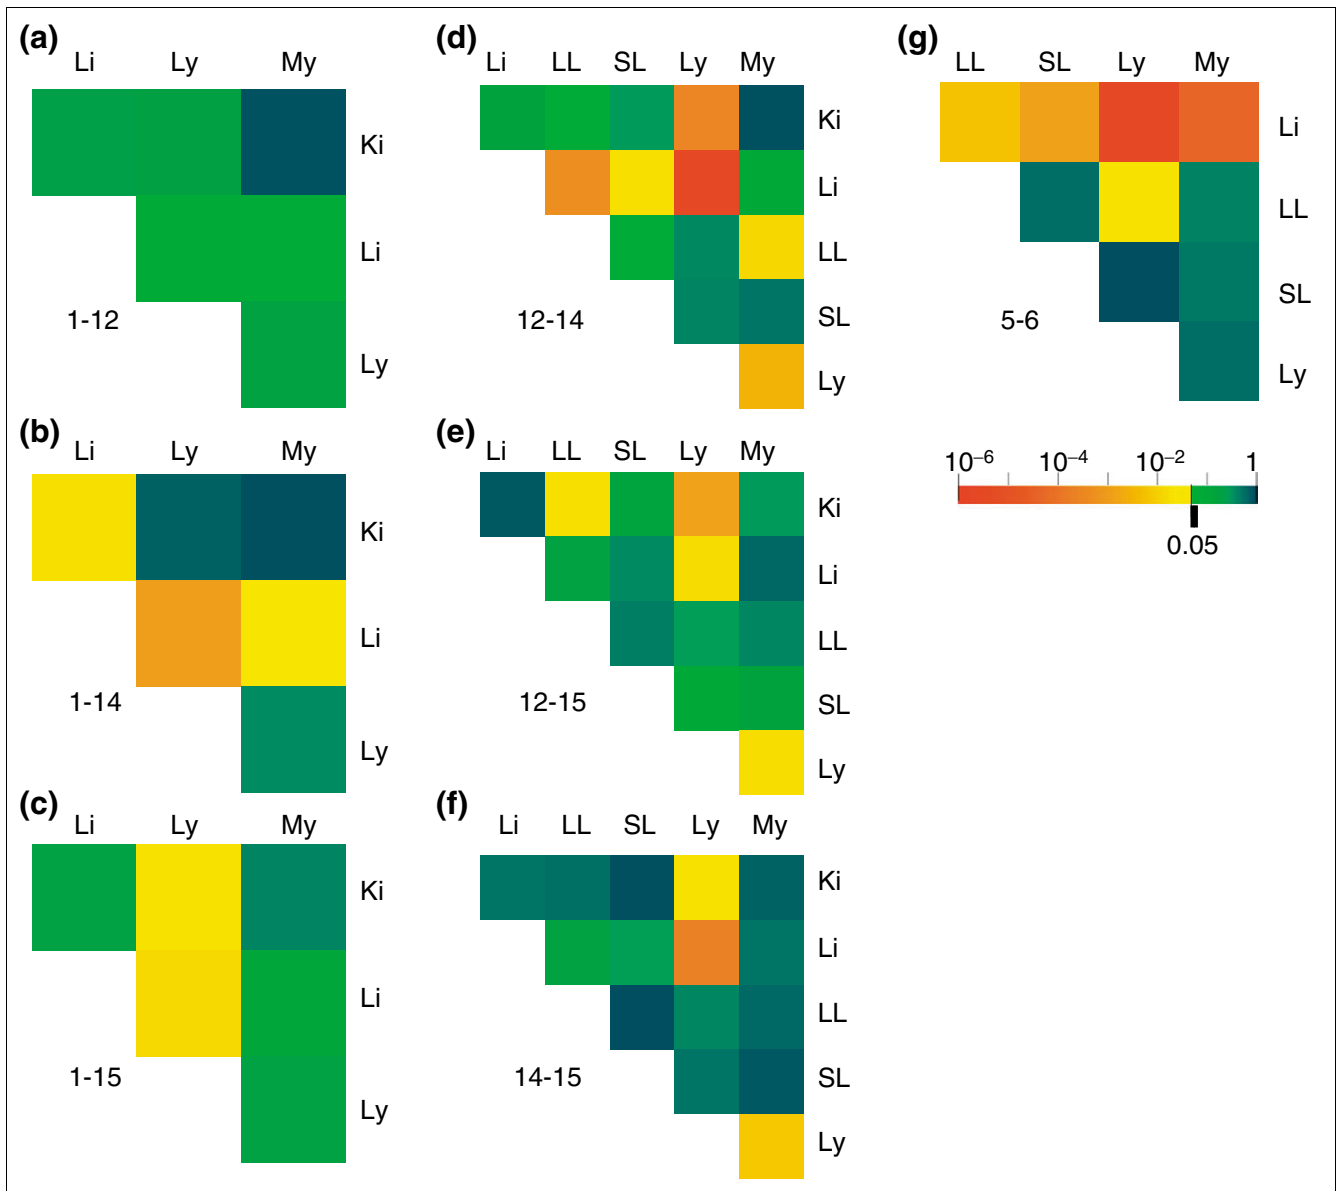 (a)
Li Ly My
Ki
Li
Ly
1-12
(b)
Li Ly My
Ki
Li
Ly
1-14
(c)
Li Ly My
Ki
Li
Ly
1-15
(d)
Li LL SL Ly My
Ki
Li
LL
SL
Ly
12-14
(e)
Li LL SL Ly My
Ki
Li
LL
SL
Ly
12-15
(f)
Li LL SL Ly My
Ki
Li
LL
SL
Ly
14-15
(g)
LL SL Ly My
Li
LL
SL
Ly
5-6
10⁻⁶ 10⁻⁴ 10⁻² 1
0.05